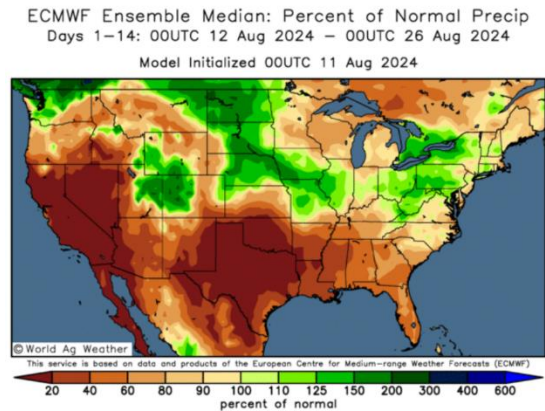 ECMWF Ensemble Median: Percent of Normal Precip
Days 1-14: 00UTC 12 Aug 2024 - 00UTC 26 Aug 2024
Model Initialized 00UTC 11 Aug 2024
© World Ag Weather
This service is based on data and products of the European Centre for Medium-range Weather Forecasts (ECMWF)
20 40 60 80 90 100 110 125 150 200 300 400 600
percent of normal